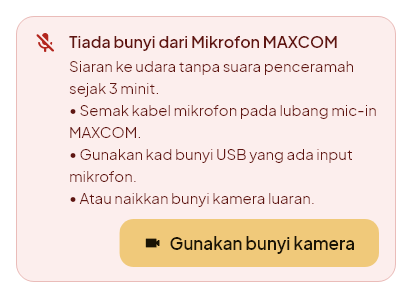 Tiada bunyi dari Mikrofon MAXCOM
Siaran ke udara tanpa suara penceramah
sejak 3 minit.
• Semak kabel mikrofon pada lubang mic-in
MAXCOM.
• Gunakan kad bunyi USB yang ada input
mikrofon.
• Atau naikkan bunyi kamera luaran.
Gunakan bunyi kamera